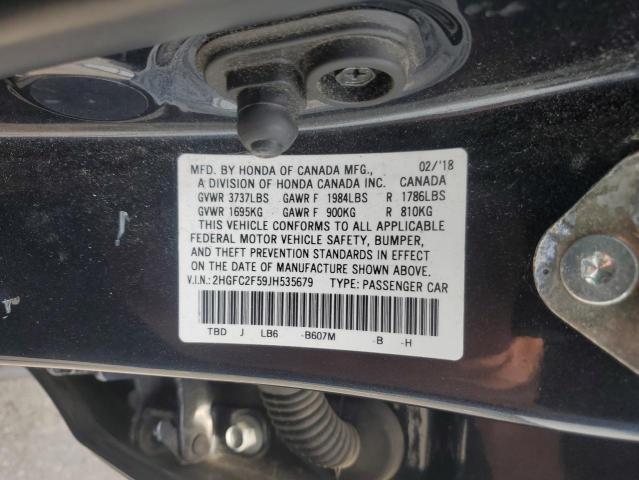 MFD. BY HONDA OF CANADA MFG., 02/'18
A DIVISION OF HONDA CANADA INC. CANADA
GVWR 3737LBS GAWR F 1984LBS R 1786LBS
GVWR 1695KG GAWR F 900KG R 810KG
THIS VEHICLE CONFORMS TO ALL APPLICABLE
FEDERAL MOTOR VEHICLE SAFETY, BUMPER,
AND THEFT PREVENTION STANDARDS IN EFFECT
ON THE DATE OF MANUFACTURE SHOWN ABOVE.
V.I.N.: 2HGFC2F59JH535679 TYPE: PASSENGER CAR
TBD J LB6 -B607M -B -H